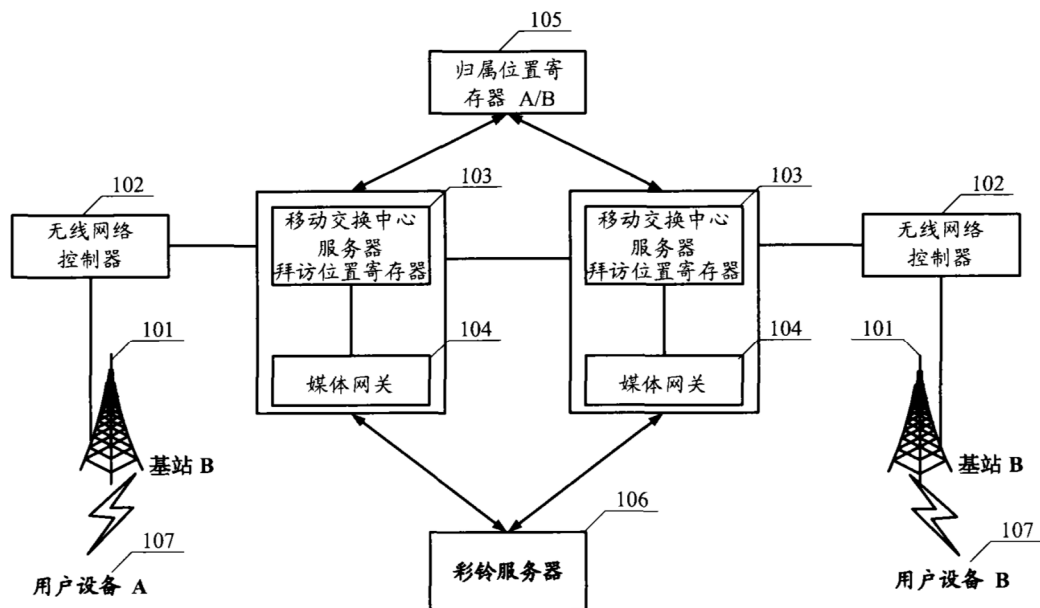 105
归属位置寄
存器 A/B
102
无线网络
控制器
103
移动交换中心
服务器
拜访位置寄存器
103
移动交换中心
服务器
拜访位置寄存器
102
无线网络
控制器
101
104
媒体网关
104
媒体网关
101
基站 B
基站 B
107
用户设备 A
106
彩铃服务器
107
用户设备 B